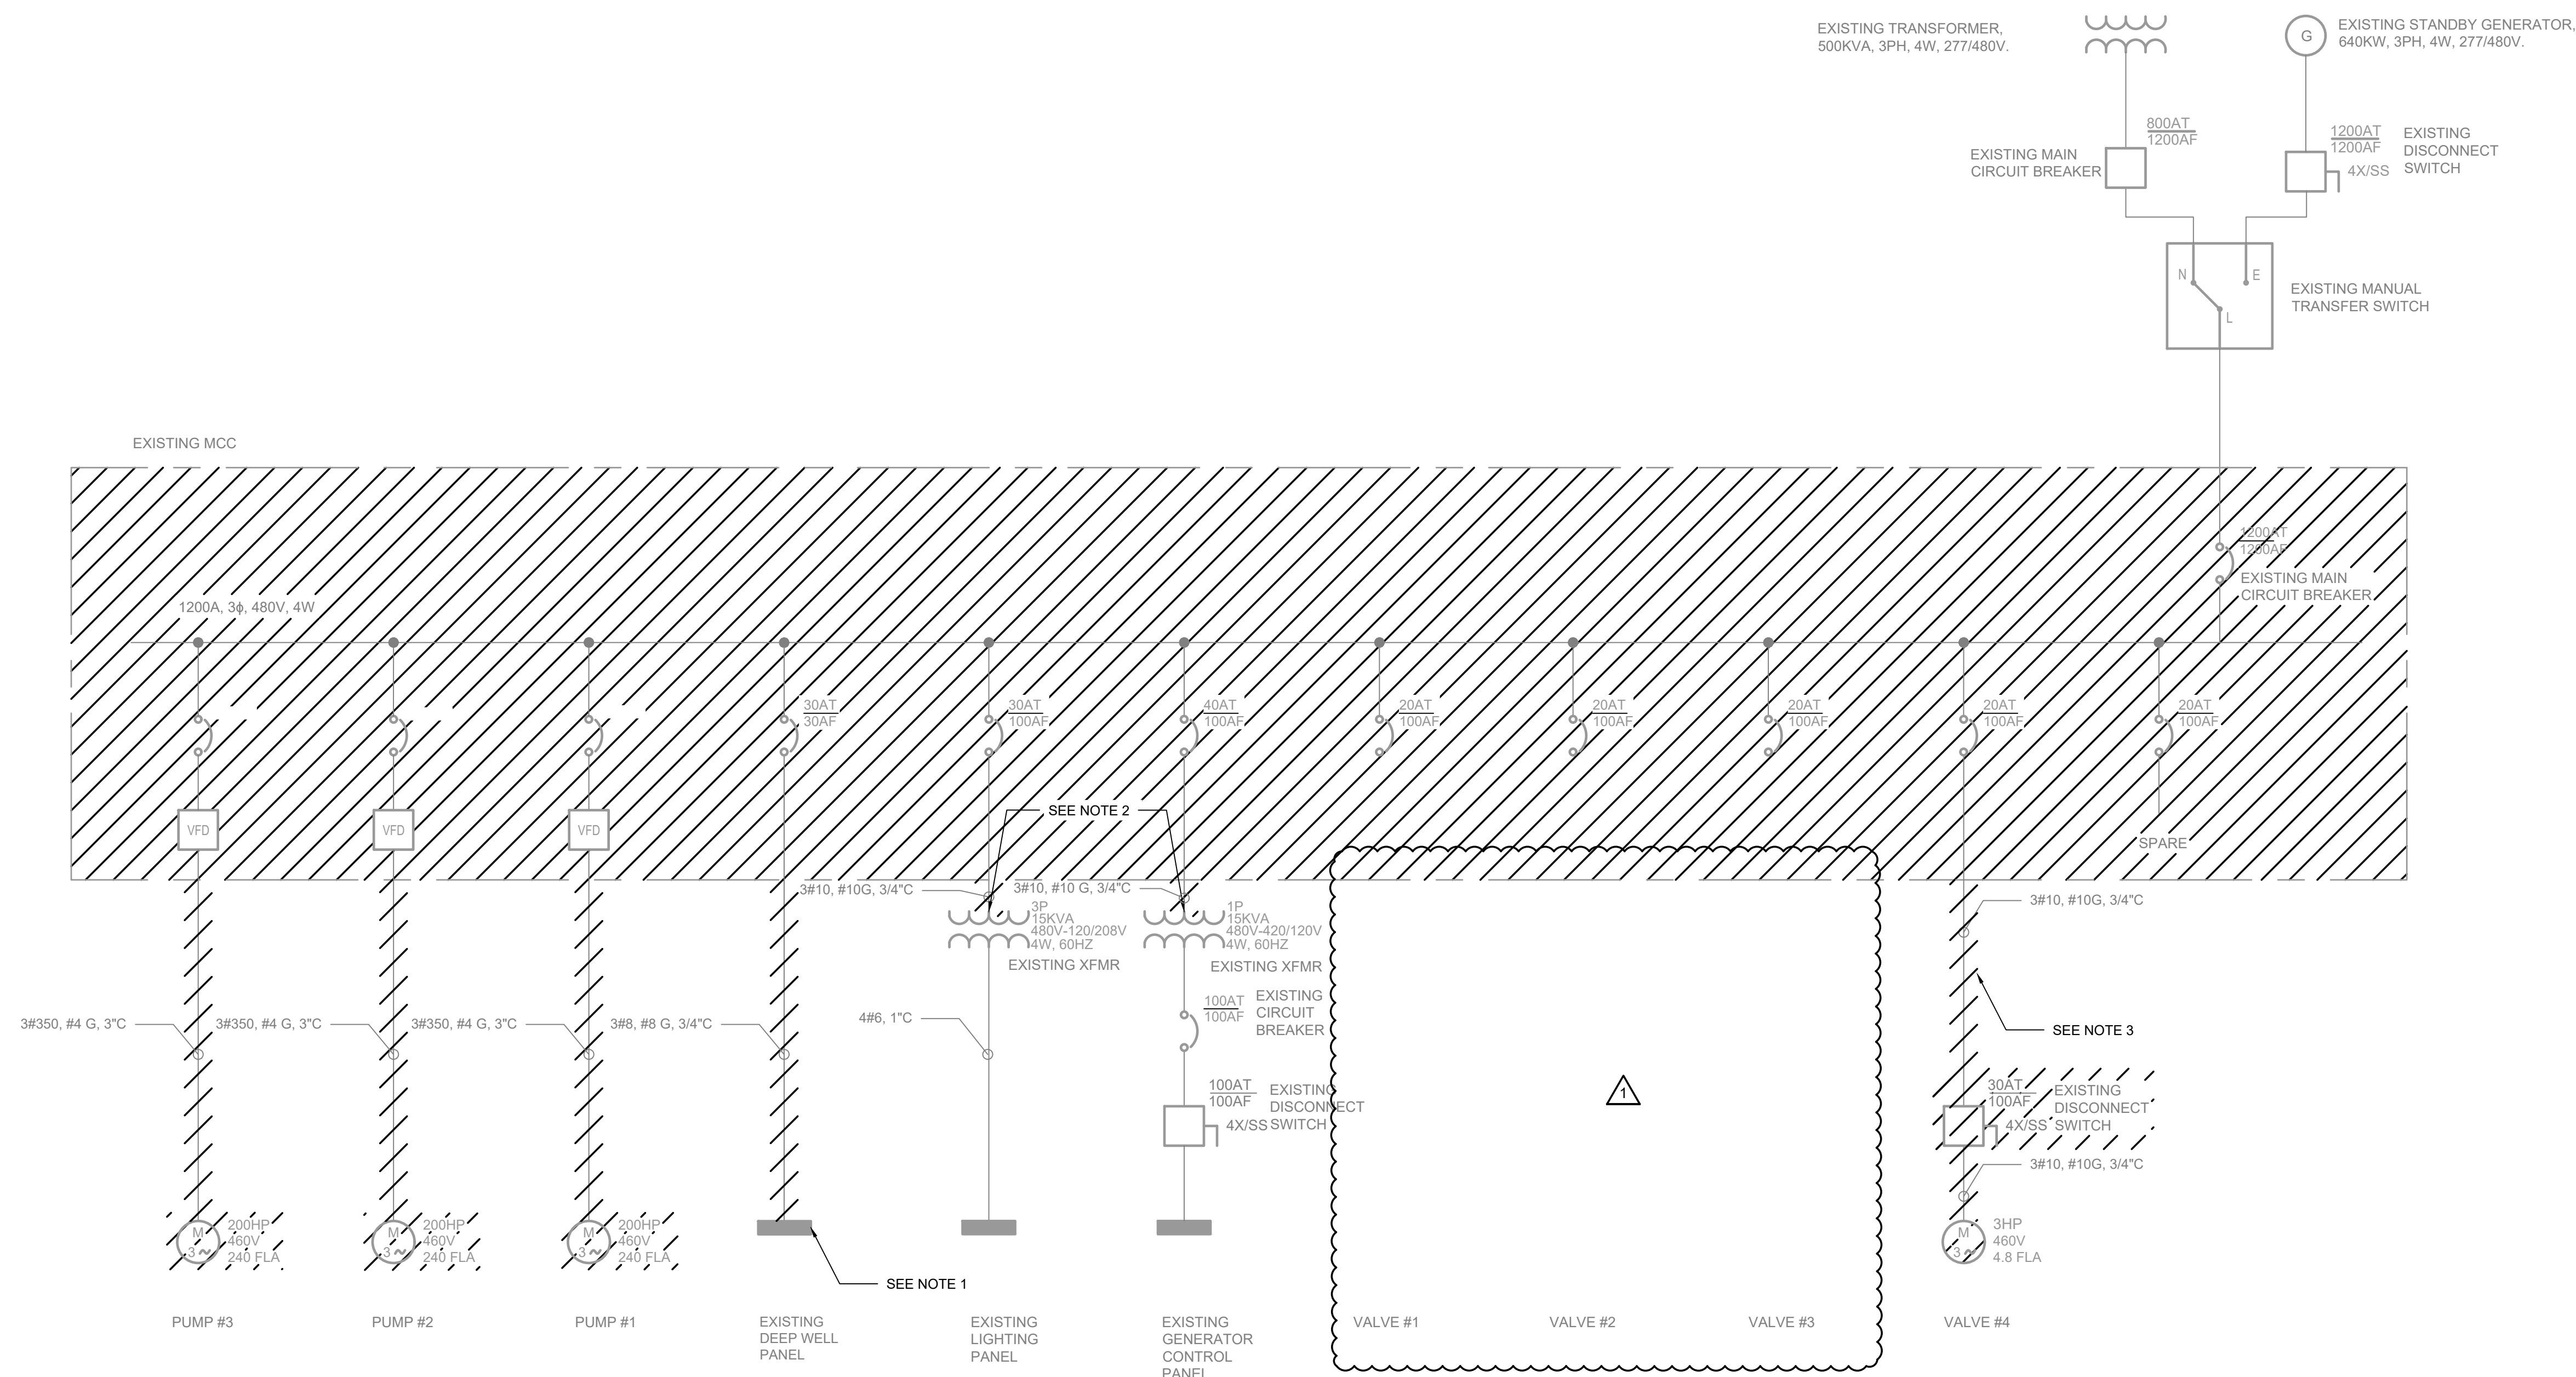 EXISTING TRANSFORMER,
500KVA, 3PH, 4W, 277/480V.
G
EXISTING STANDBY GENERATOR,
640KW, 3PH, 4W, 277/480V.
EXISTING MAIN
CIRCUIT BREAKER
800AT
1200AF
1200AT
1200AF
4X/SS
EXISTING
DISCONNECT
SWITCH
N
E
L
EXISTING MANUAL
TRANSFER SWITCH
EXISTING MCC
1200AT
1200AF
EXISTING MAIN
CIRCUIT BREAKER
1200A, 3ϕ, 480V, 4W
30AT
30AF
30AT
100AF
40AT
100AF
20AT
100AF
20AT
100AF
20AT
100AF
20AT
100AF
20AT
100AF
VFD
VFD
VFD
SEE NOTE 2
SPARE
3#10, #10G, 3/4"C
3#10, #10 G, 3/4"C
3#10, #10G, 3/4"C
3P
15KVA
480V-120/208V
4W, 60HZ
EXISTING XFMR
1P
15KVA
480V-420/120V
4W, 60HZ
EXISTING XFMR
3#350, #4 G, 3"C
3#350, #4 G, 3"C
3#350, #4 G, 3"C
3#8, #8 G, 3/4"C
4#6, 1"C
100AT
100AF
EXISTING
CIRCUIT
BREAKER
SEE NOTE 3
100AT
100AF
4X/SS
EXISTING
DISCONNECT
SWITCH
1
30AT
100AF
4X/SS
EXISTING
DISCONNECT
SWITCH
3#10, #10G, 3/4"C
M
3~
200HP
460V
240 FLA
M
3~
200HP
460V
240 FLA
M
3~
200HP
460V
240 FLA
M
3~
3HP
460V
4.8 FLA
SEE NOTE 1
PUMP #3
PUMP #2
PUMP #1
EXISTING
DEEP WELL
PANEL
EXISTING
LIGHTING
PANEL
EXISTING
GENERATOR
CONTROL
PANEL
VALVE #1
VALVE #2
VALVE #3
VALVE #4